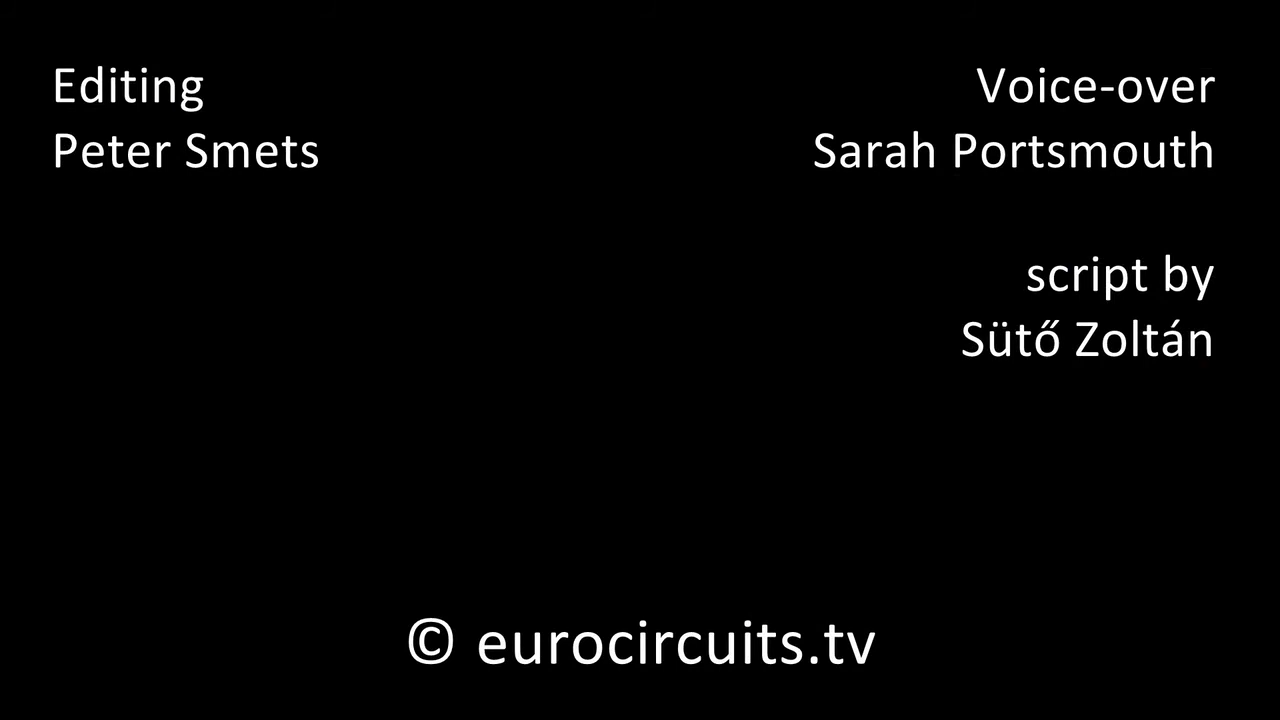 Editing
Peter Smets
Voice-over
Sarah Portsmouth
script by
Sütő Zoltán
© eurocircuits.tv